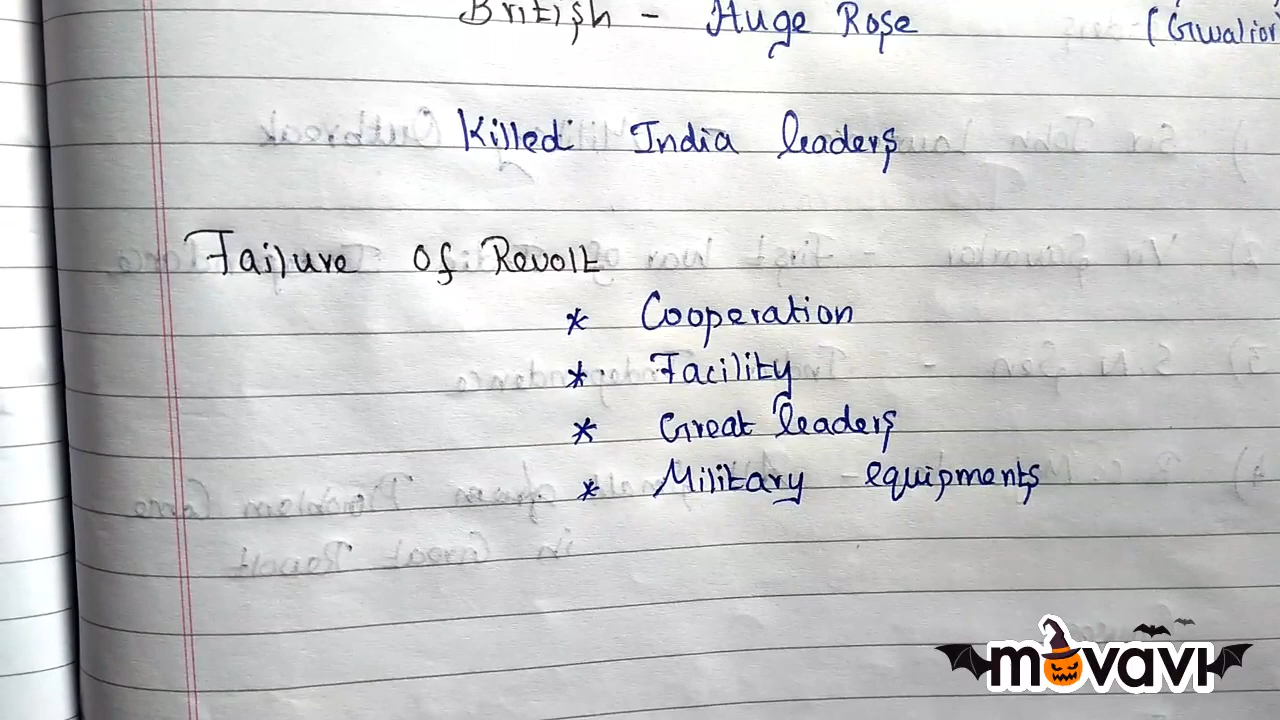 British - Huge Rose (Gwalior)
Killed India leaders
Failure Of Revolt
* Cooperation
* Facility
* Great leaders
* Military equipments
movavi